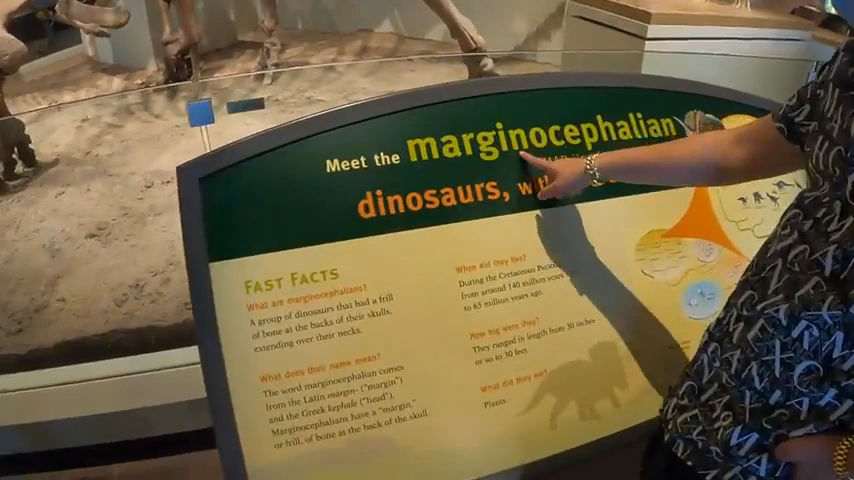 Meet the marginocephalian
dinosaurs,
FAST FACTS
What are marginocephalians?
A group of dinosaurs that had a frill
of bone at the backs of their skulls,
extending over their necks.
What does their name mean?
The word marginocephalian comes
from the Latin margin- ("margin")
and the Greek kephale ("head").
Marginocephalians have a "margin,"
or frill, of bone at the back of the skull.
When did they live?
During the Cretaceous Period,
from around 140 million years
to 65 million years ago.
How big were they?
They ranged in length from 30 inches
to 30 feet
What did they eat?
Plants